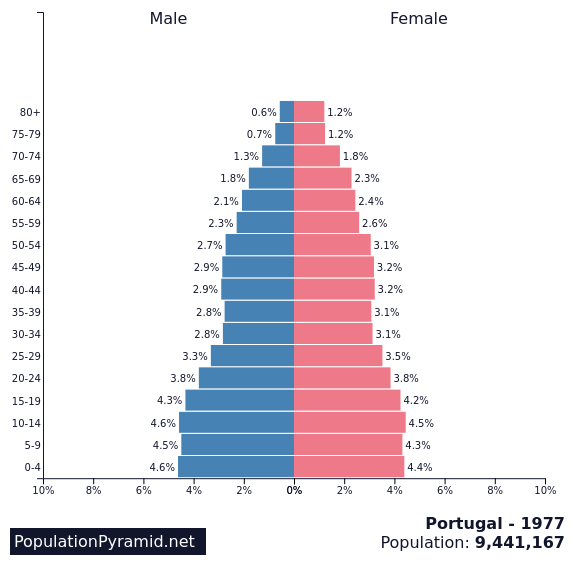 Male Female
80+ 0.6% 1.2%
75-79 0.7% 1.2%
70-74 1.3% 1.8%
65-69 1.8% 2.3%
60-64 2.1% 2.4%
55-59 2.3% 2.6%
50-54 2.7% 3.1%
45-49 2.9% 3.2%
40-44 2.9% 3.2%
35-39 2.8% 3.1%
30-34 2.8% 3.1%
25-29 3.3% 3.5%
20-24 3.8% 3.8%
15-19 4.3% 4.2%
10-14 4.6% 4.5%
5-9 4.5% 4.3%
0-4 4.6% 4.4%
10% 8% 6% 4% 2% 0% 2% 4% 6% 8% 10%
Portugal - 1977
PopulationPyramid.net Population: 9,441,167